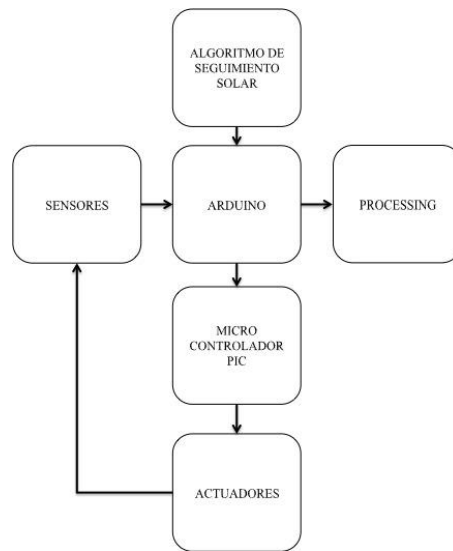 ALGORITMO DE
SEGUIMIENTO
SOLAR
SENSORES
ARDUINO
PROCESSING
MICRO
CONTROLADOR
PIC
ACTUADORES